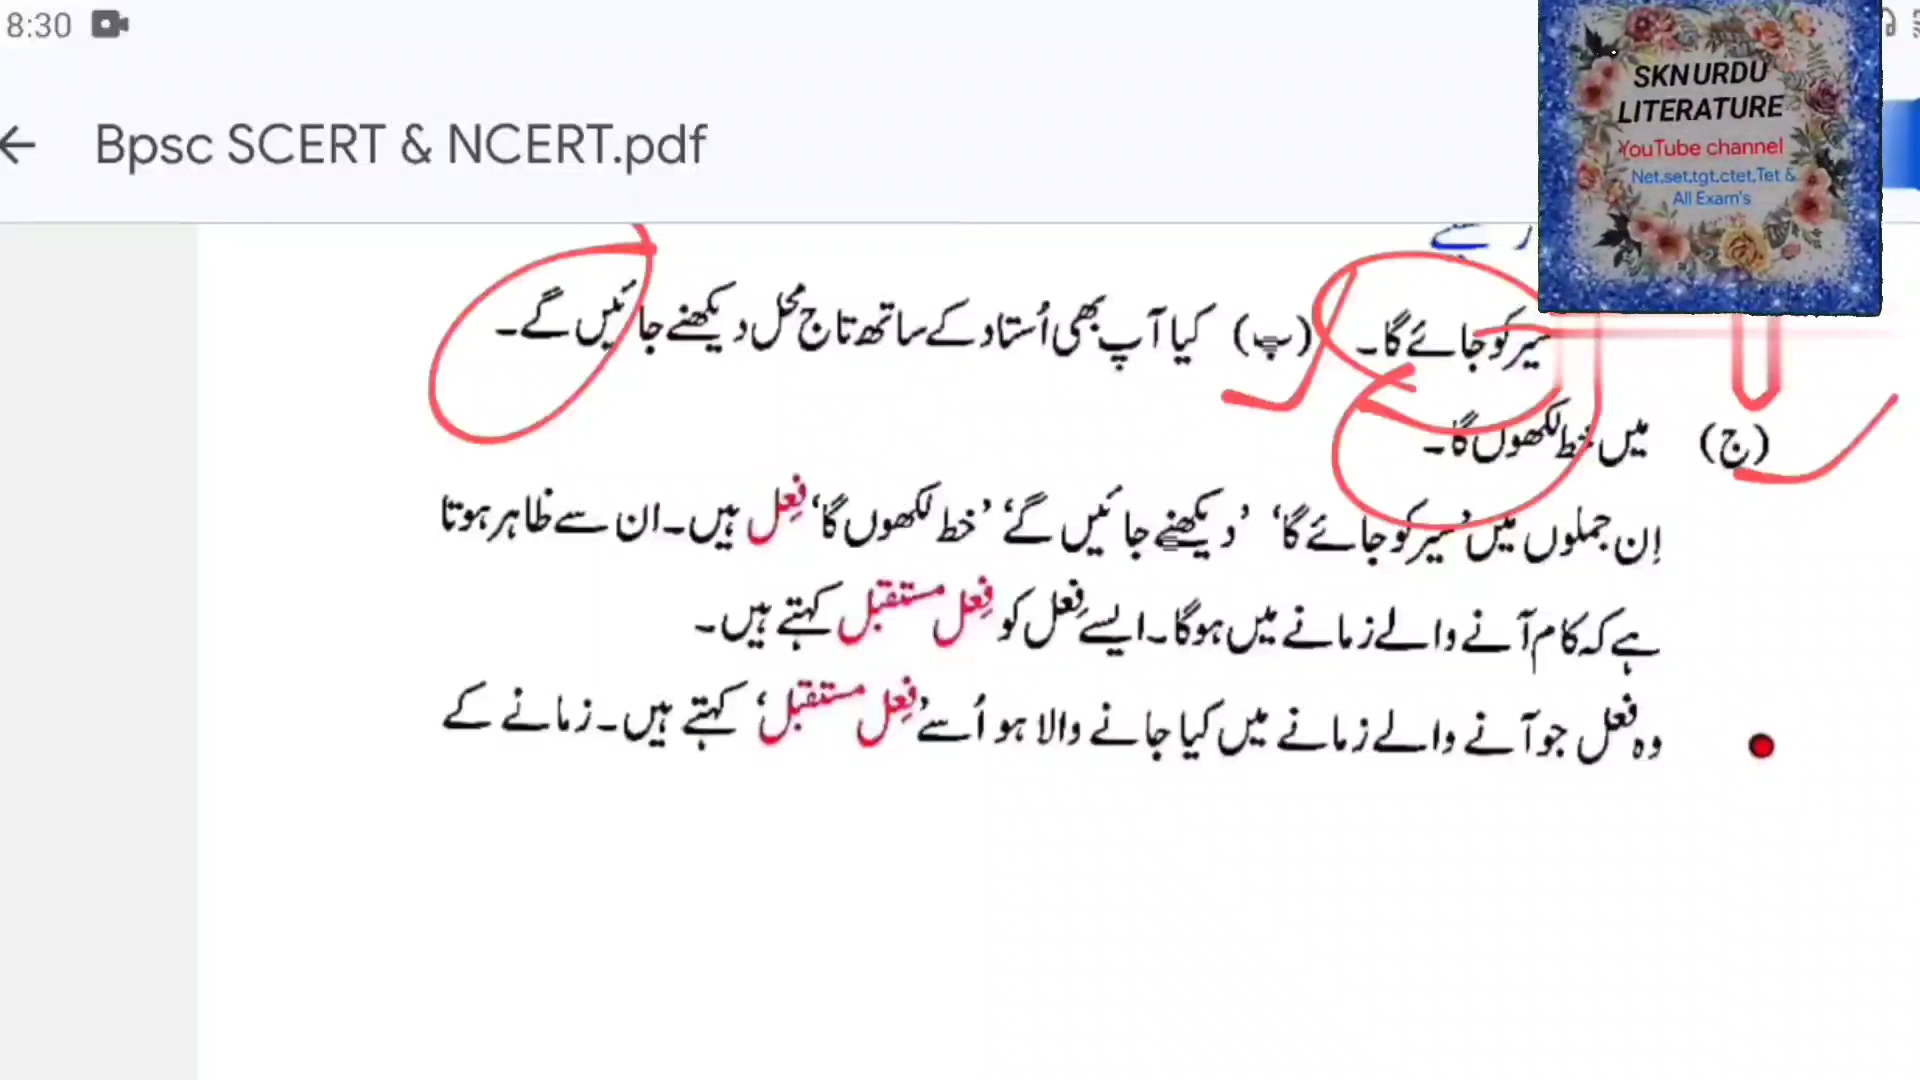 8:30
Bpsc SCERT & NCERT.pdf
SKN URDU
LITERATURE
YouTube channel
Net,set,tgt,ctet,Tet &
All Exam's
سیر کو جائے گا۔ (پ) کیا آپ بھی اُستاد کے ساتھ تاج محل دیکھنے جائیں گے۔
(ج) میں خط لکھوں گا۔
اِن جملوں میں ’سیر کو جائے گا‘ ’دیکھنے جائیں گے‘ ’خط لکھوں گا‘ فِعل ہیں۔ ان سے ظاہر ہوتا
ہے کہ کام آنے والے زمانے میں ہوگا۔ ایسے فِعل کو فِعل مستقبل کہتے ہیں۔
وہ فعل جو آنے والے زمانے میں کیا جانے والا ہو اُسے ’فِعل مستقبل‘ کہتے ہیں۔ زمانے کے